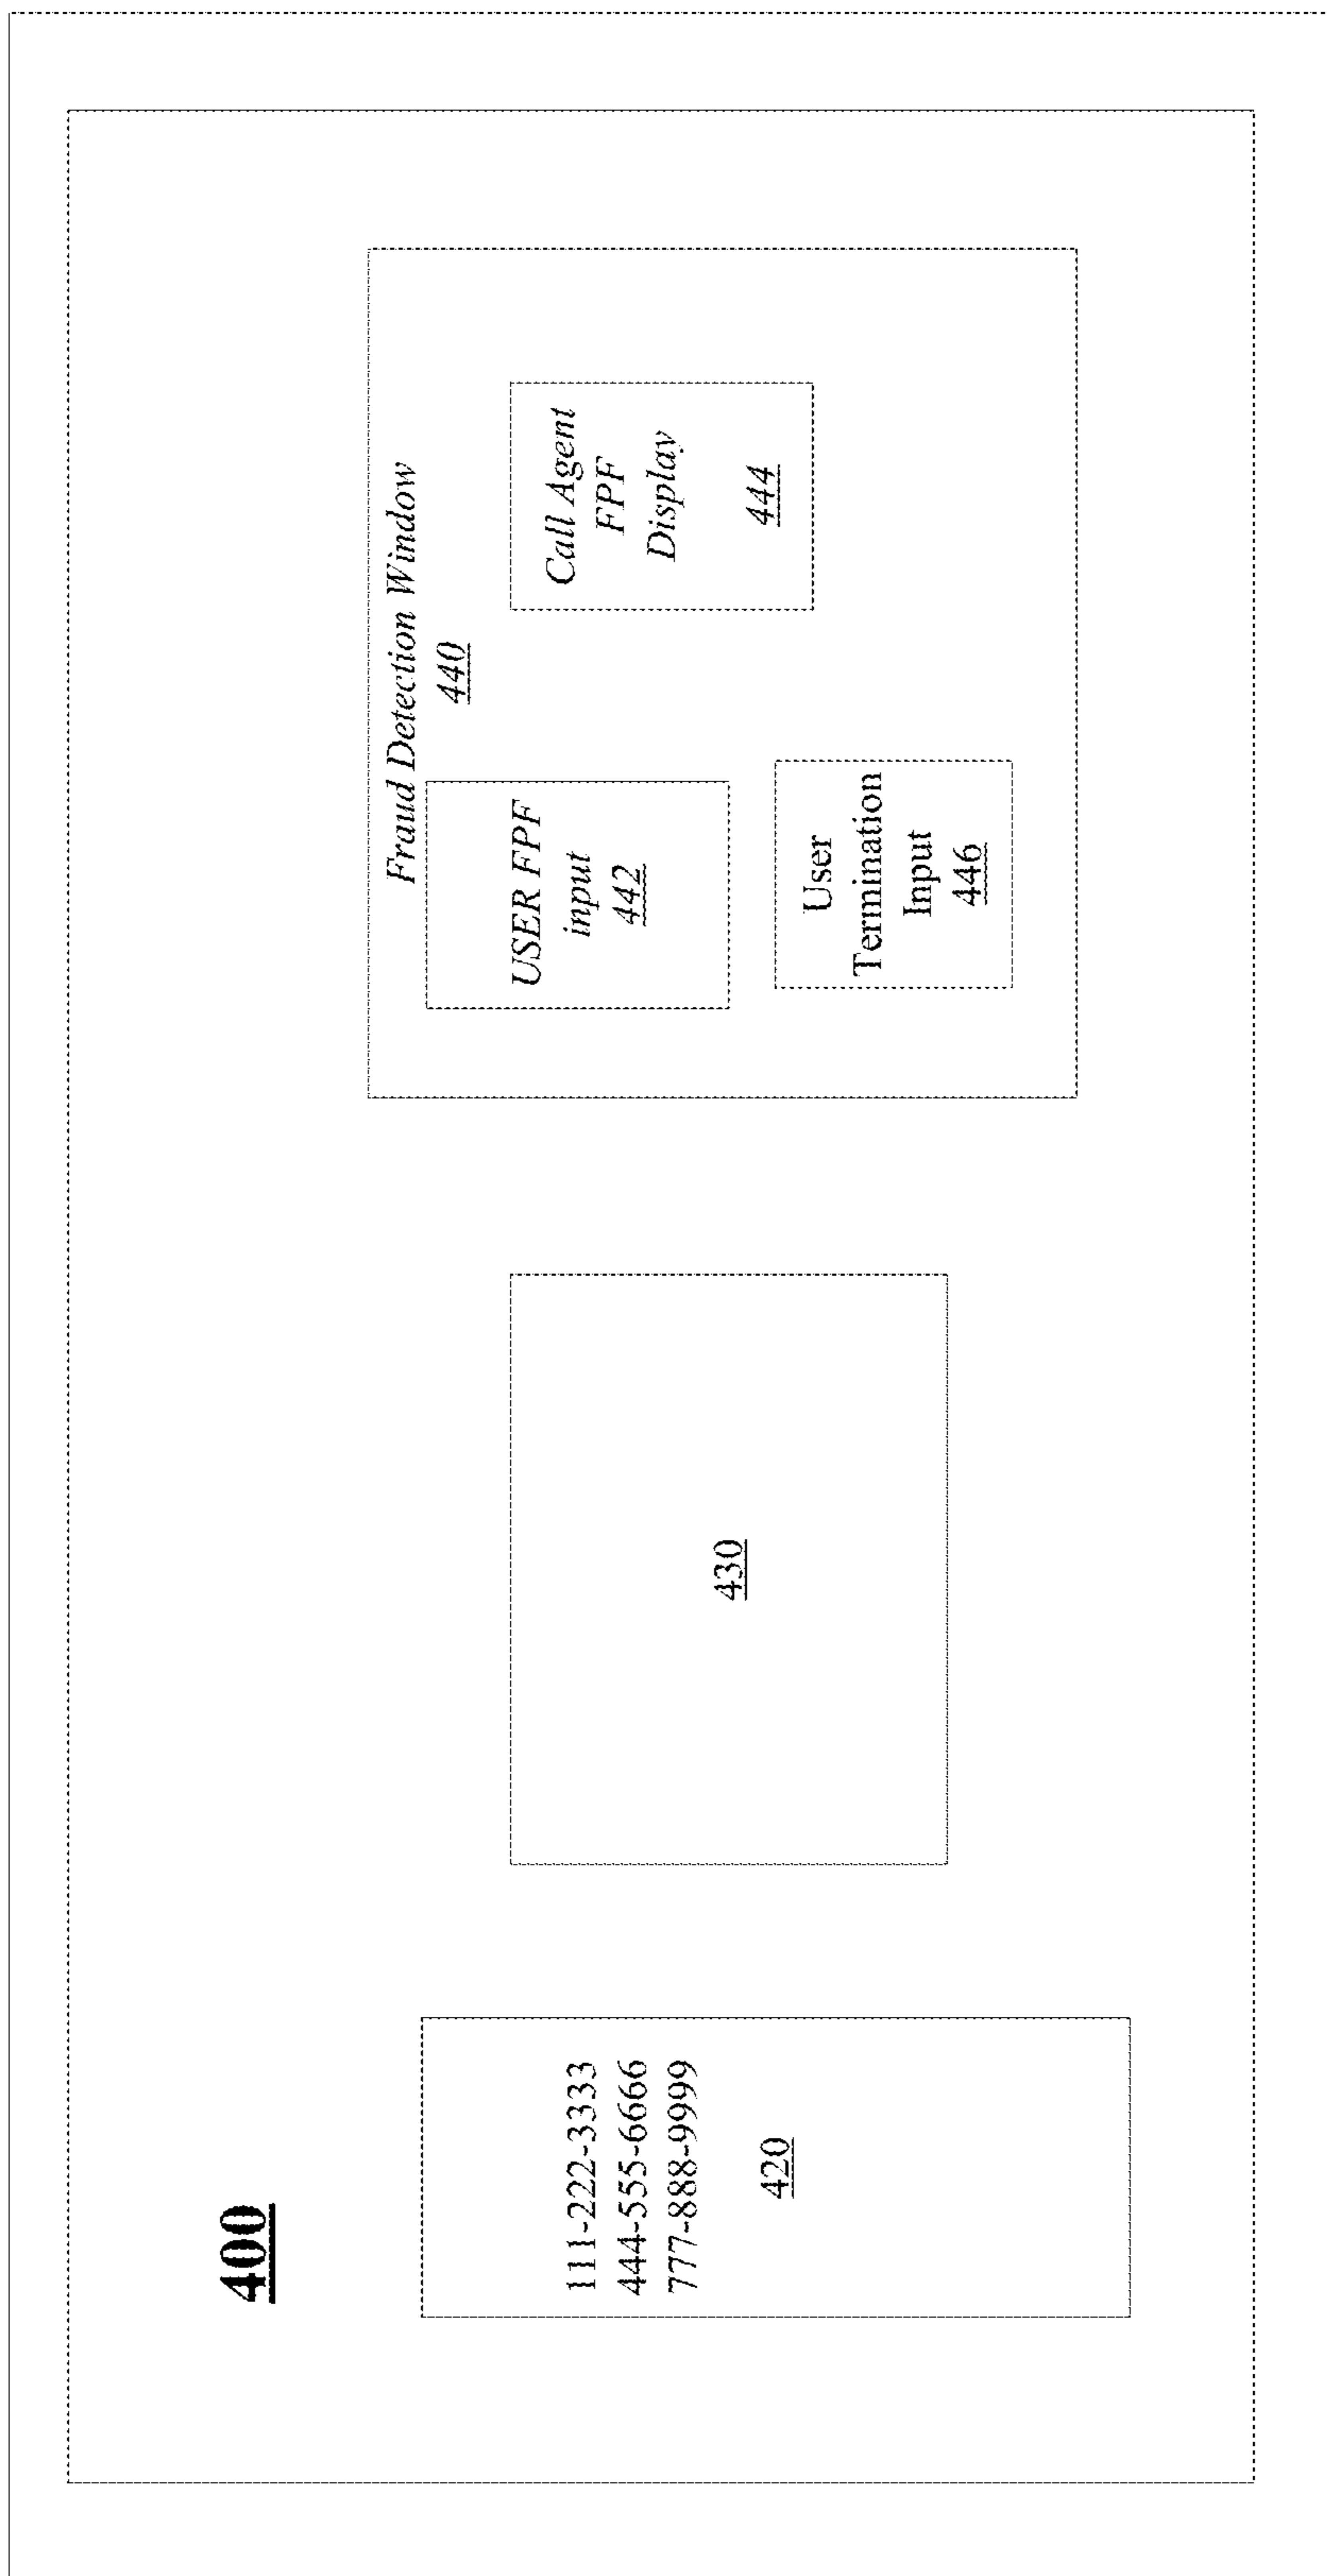 400
111-222-3333
444-555-6666
777-888-9999
420
430
Fraud Detection Window
440
USER FPF
input
442
Call Agent
FPF
Display
444
User
Termination
Input
446